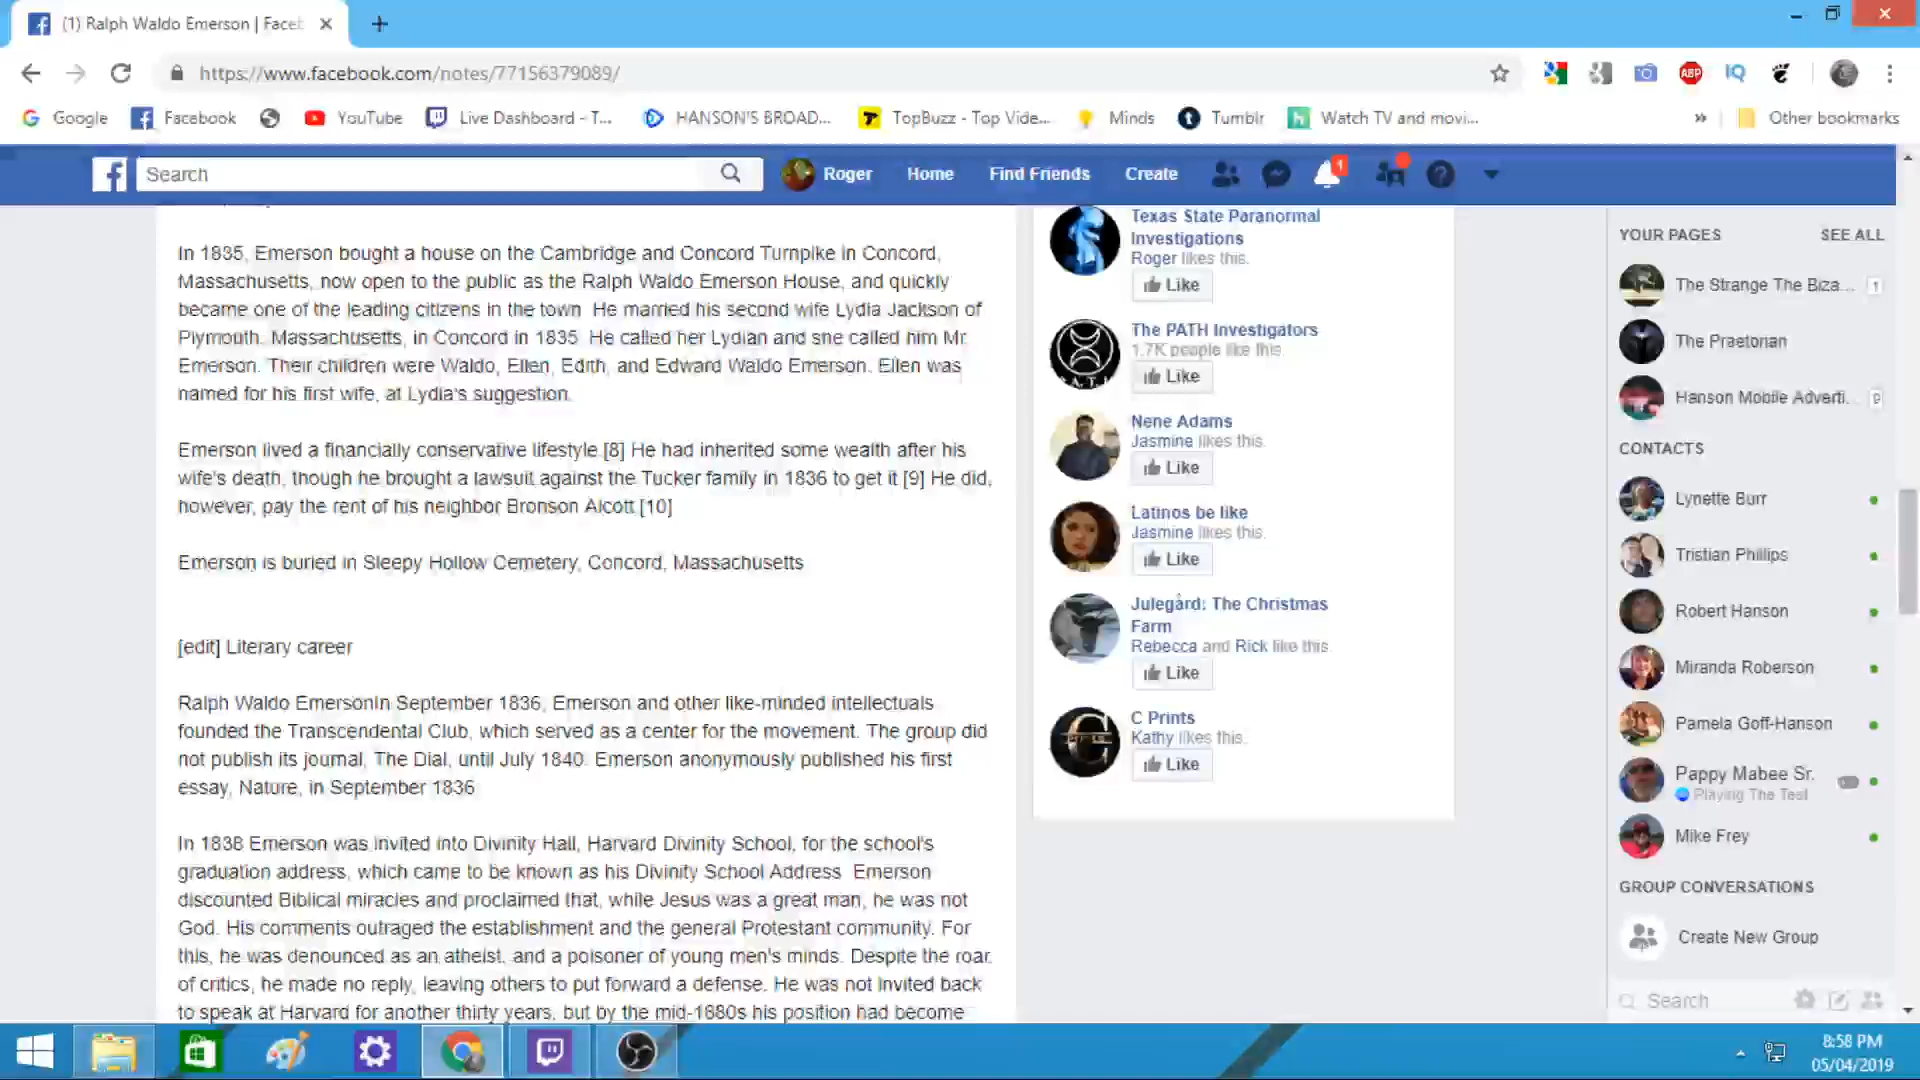 (1) Ralph Waldo Emerson | Faceb
https://www.facebook.com/notes/77156379089/
ABP
Google
Facebook
YouTube
Live Dashboard - T...
HANSON'S BROAD...
TopBuzz - Top Vide...
Minds
Tumblr
Watch TV and movi...
»
Other bookmarks
Search
Roger
Home
Find Friends
Create
1
In 1835, Emerson bought a house on the Cambridge and Concord Turnpike in Concord,
Massachusetts, now open to the public as the Ralph Waldo Emerson House, and quickly
became one of the leading citizens in the town. He married his second wife Lydia Jackson of
Plymouth, Massachusetts, in Concord in 1835. He called her Lydian and she called him Mr.
Emerson. Their children were Waldo, Ellen, Edith, and Edward Waldo Emerson. Ellen was
named for his first wife, at Lydia's suggestion.
Emerson lived a financially conservative lifestyle.[8] He had inherited some wealth after his
wife's death, though he brought a lawsuit against the Tucker family in 1836 to get it.[9] He did,
however, pay the rent of his neighbor Bronson Alcott.[10]
Emerson is buried in Sleepy Hollow Cemetery, Concord, Massachusetts
[edit] Literary career
Ralph Waldo EmersonIn September 1836, Emerson and other like-minded intellectuals
founded the Transcendental Club, which served as a center for the movement. The group did
not publish its journal, The Dial, until July 1840. Emerson anonymously published his first
essay, Nature, in September 1836.
In 1838 Emerson was invited into Divinity Hall, Harvard Divinity School, for the school's
graduation address, which came to be known as his Divinity School Address. Emerson
discounted Biblical miracles and proclaimed that, while Jesus was a great man, he was not
God. His comments outraged the establishment and the general Protestant community. For
this, he was denounced as an atheist, and a poisoner of young men's minds. Despite the roar
of critics, he made no reply, leaving others to put forward a defense. He was not invited back
to speak at Harvard for another thirty years, but by the mid-1880s his position had become
Texas State Paranormal
Investigations
Roger likes this.
Like
The PATH Investigators
1.7K people like this.
Like
Nene Adams
Jasmine likes this.
Like
Latinos be like
Jasmine likes this.
Like
Julegård: The Christmas
Farm
Rebecca and Rick like this.
Like
C Prints
Kathy likes this.
Like
YOUR PAGES SEE ALL
The Strange The Biza... 1
The Praetorian
Hanson Mobile Adverti... 9
CONTACTS
Lynette Burr
Tristian Phillips
Robert Hanson
Miranda Roberson
Pamela Goff-Hanson
Pappy Mabee Sr.
Playing The Test
Mike Frey
GROUP CONVERSATIONS
Create New Group
Search
8:58 PM
05/04/2019